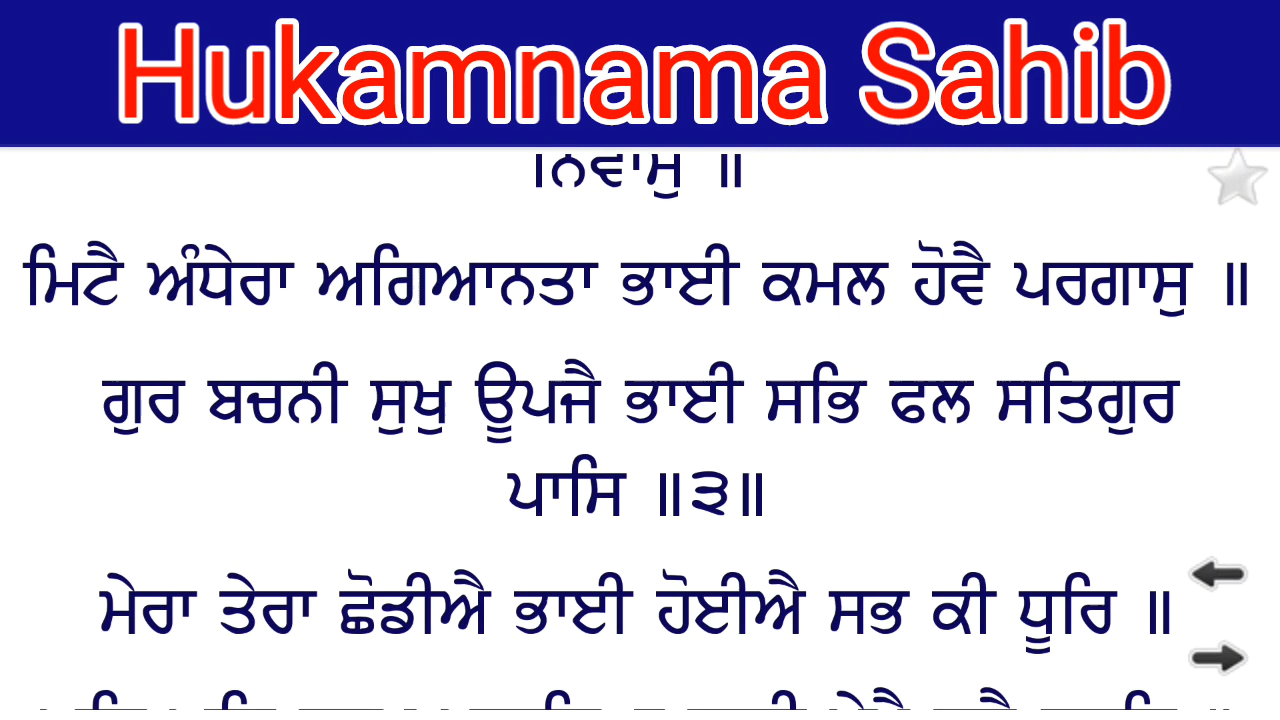 Hukamnama Sahib
ਨਿਵਾਸੁ ॥
ਮਿਟੈ ਅੰਧੇਰਾ ਅਗਿਆਨਤਾ ਭਾਈ ਕਮਲ ਹੋਵੈ ਪਰਗਾਸੁ ॥
ਗੁਰ ਬਚਨੀ ਸੁਖੁ ਊਪਜੈ ਭਾਈ ਸਭਿ ਫਲ ਸਤਿਗੁਰ
ਪਾਸਿ ॥੩॥
ਮੇਰਾ ਤੇਰਾ ਛੋਡੀਐ ਭਾਈ ਹੋਈਐ ਸਭ ਕੀ ਧੂਰਿ ॥